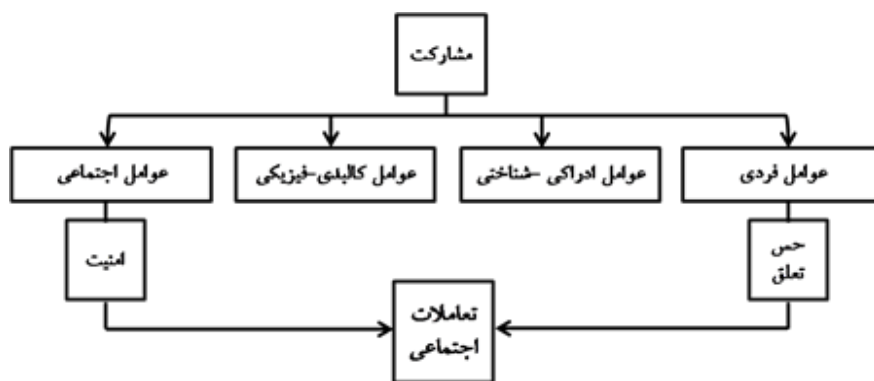 مشارکت
عوامل فردی
عوامل ادراکی -شناختی
عوامل کالبدی-فیزیکی
عوامل اجتماعی
حس
تعلق
امنیت
تعاملات
اجتماعی